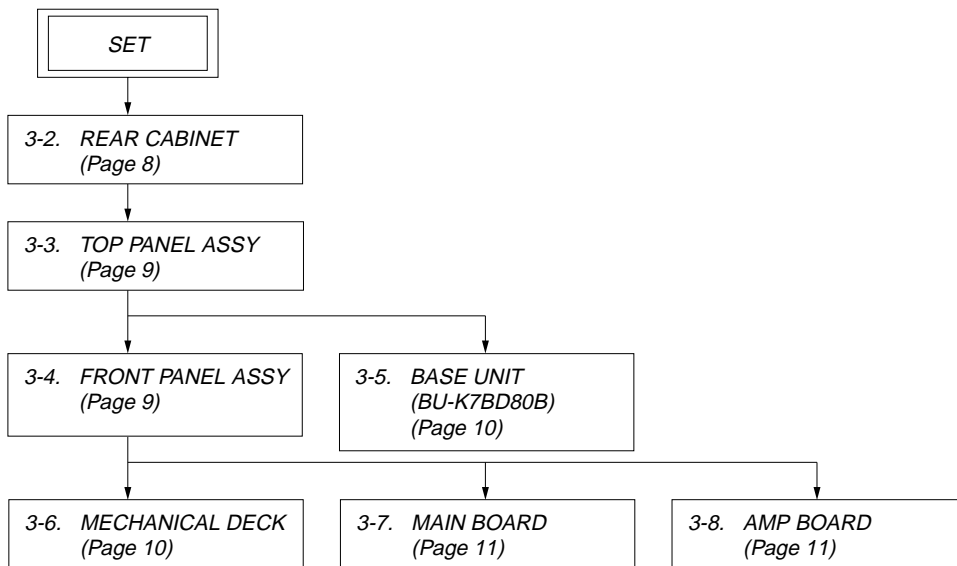 SET
3-2. REAR CABINET
(Page 8)
3-3. TOP PANEL ASSY
(Page 9)
3-4. FRONT PANEL ASSY
(Page 9)
3-5. BASE UNIT
(BU-K7BD80B)
(Page 10)
3-6. MECHANICAL DECK
(Page 10)
3-7. MAIN BOARD
(Page 11)
3-8. AMP BOARD
(Page 11)